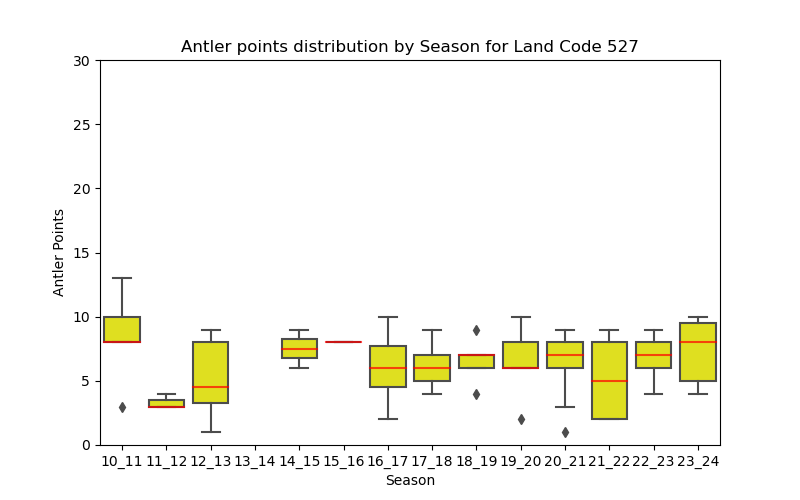 Antler points distribution by Season for Land Code 527
30
25
20
15
10
5
0
Antler Points
10_11 11_12 12_13 13_14 14_15 15_16 16_17 17_18 18_19 19_20 20_21 21_22 22_23 23_24
Season